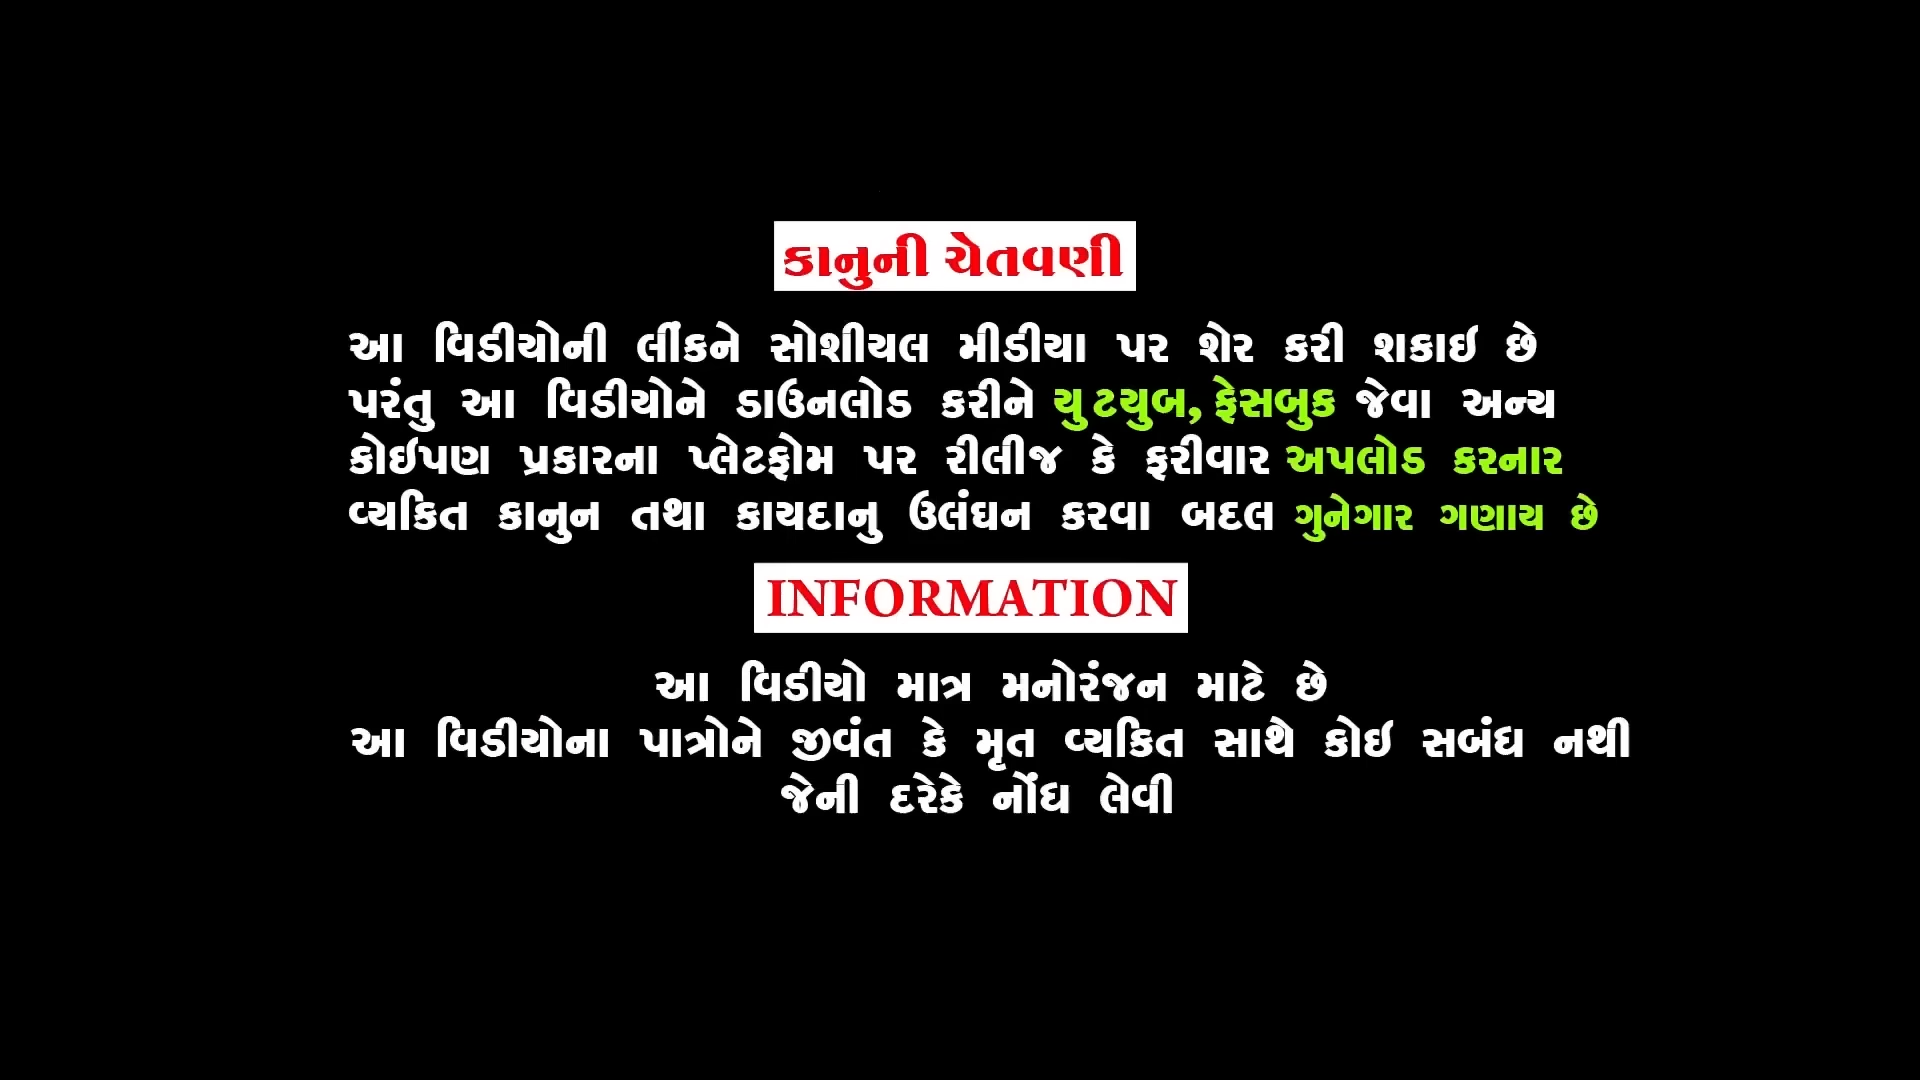 કાનુની ચેતવણી
આ વિડીયોની લીંકને સોશીયલ મીડીયા પર શેર કરી શકાઇ છે
પરંતુ આ વિડીયોને ડાઉનલોડ કરીને યુ ટયુબ, ફેસબુક જેવા અન્ય
કોઇપણ પ્રકારના પ્લેટફોમ પર રીલીજ કે ફરીવાર અપલોડ કરનાર
વ્યકિત કાનુન તથા કાયદાનુ ઉલંઘન કરવા બદલ ગુનેગાર ગણાય છે
INFORMATION
આ વિડીયો માત્ર મનોરંજન માટે છે
આ વિડીયોના પાત્રોને જીવંત કે મૃત વ્યકિત સાથે કોઇ સબંધ નથી
જેની દરેકે નોંધ લેવી